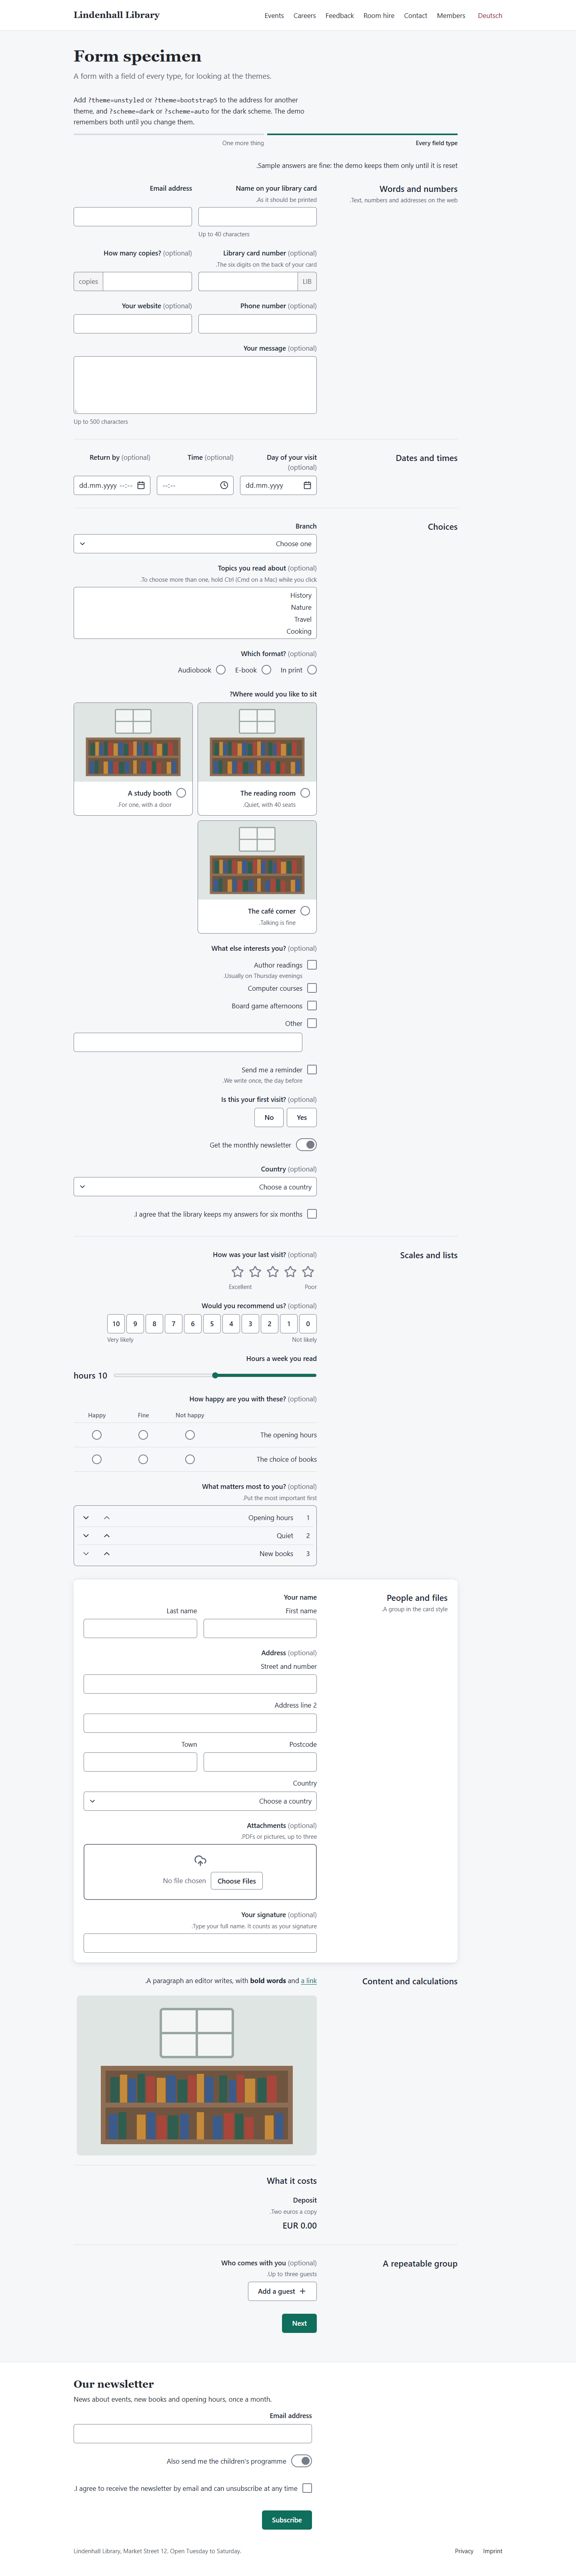 Lindenhall Library
Events Careers Feedback Room hire Contact Members Deutsch
Form specimen
A form with a field of every type, for looking at the themes.
Add ?theme=unstyled or ?theme=bootstrap5 to the address for another
theme, and ?scheme=dark or ?scheme=auto for the dark scheme. The demo
remembers both until you change them.
Every field type
One more thing
.Sample answers are fine: the demo keeps them only until it is reset
Words and numbers
.Text, numbers and addresses on the web
Name on your library card
.As it should be printed
Up to 40 characters
Email address
Library card number (optional)
.The six digits on the back of your card
LIB
How many copies? (optional)
copies
Phone number (optional)
Your website (optional)
Your message (optional)
Up to 500 characters
Dates and times
Day of your visit
(optional)
dd.mm.yyyy
Time (optional)
--:--
Return by (optional)
dd.mm.yyyy --:--
Choices
Branch
Choose one
Topics you read about (optional)
.To choose more than one, hold Ctrl (Cmd on a Mac) while you click
History
Nature
Travel
Cooking
Which format? (optional)
In print
E-book
Audiobook
?Where would you like to sit
The reading room
.Quiet, with 40 seats
A study booth
.For one, with a door
The café corner
.Talking is fine
What else interests you? (optional)
Author readings
.Usually on Thursday evenings
Computer courses
Board game afternoons
Other
Send me a reminder
.We write once, the day before
Is this your first visit? (optional)
Yes
No
Get the monthly newsletter
Country (optional)
Choose a country
.I agree that the library keeps my answers for six months
Scales and lists
How was your last visit? (optional)
Poor
Excellent
Would you recommend us? (optional)
10 9 8 7 6 5 4 3 2 1 0
Not likely
Very likely
Hours a week you read
hours 10
How happy are you with these? (optional)
Not happy
Fine
Happy
The opening hours
The choice of books
What matters most to you? (optional)
.Put the most important first
Opening hours 1
Quiet 2
New books 3
People and files
.A group in the card style
Your name
First name
Last name
Address (optional)
Street and number
Address line 2
Postcode
Town
Country
Choose a country
Attachments (optional)
.PDFs or pictures, up to three
Choose Files
No file chosen
Your signature (optional)
.Type your full name. It counts as your signature
Content and calculations
.A paragraph an editor writes, with bold words and a link
What it costs
Deposit
.Two euros a copy
EUR 0.00
A repeatable group
Who comes with you (optional)
.Up to three guests
Add a guest
Next
Our newsletter
News about events, new books and opening hours, once a month.
Email address
Also send me the children's programme
.I agree to receive the newsletter by email and can unsubscribe at any time
Subscribe
Lindenhall Library, Market Street 12. Open Tuesday to Saturday.
Privacy Imprint